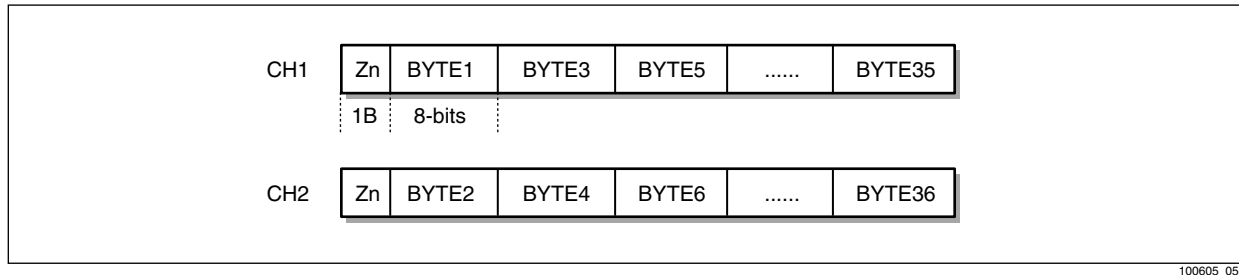 CH1 Zn BYTE1 BYTE3 BYTE5 ...... BYTE35
1B 8-bits
CH2 Zn BYTE2 BYTE4 BYTE6 ...... BYTE36
100605_05